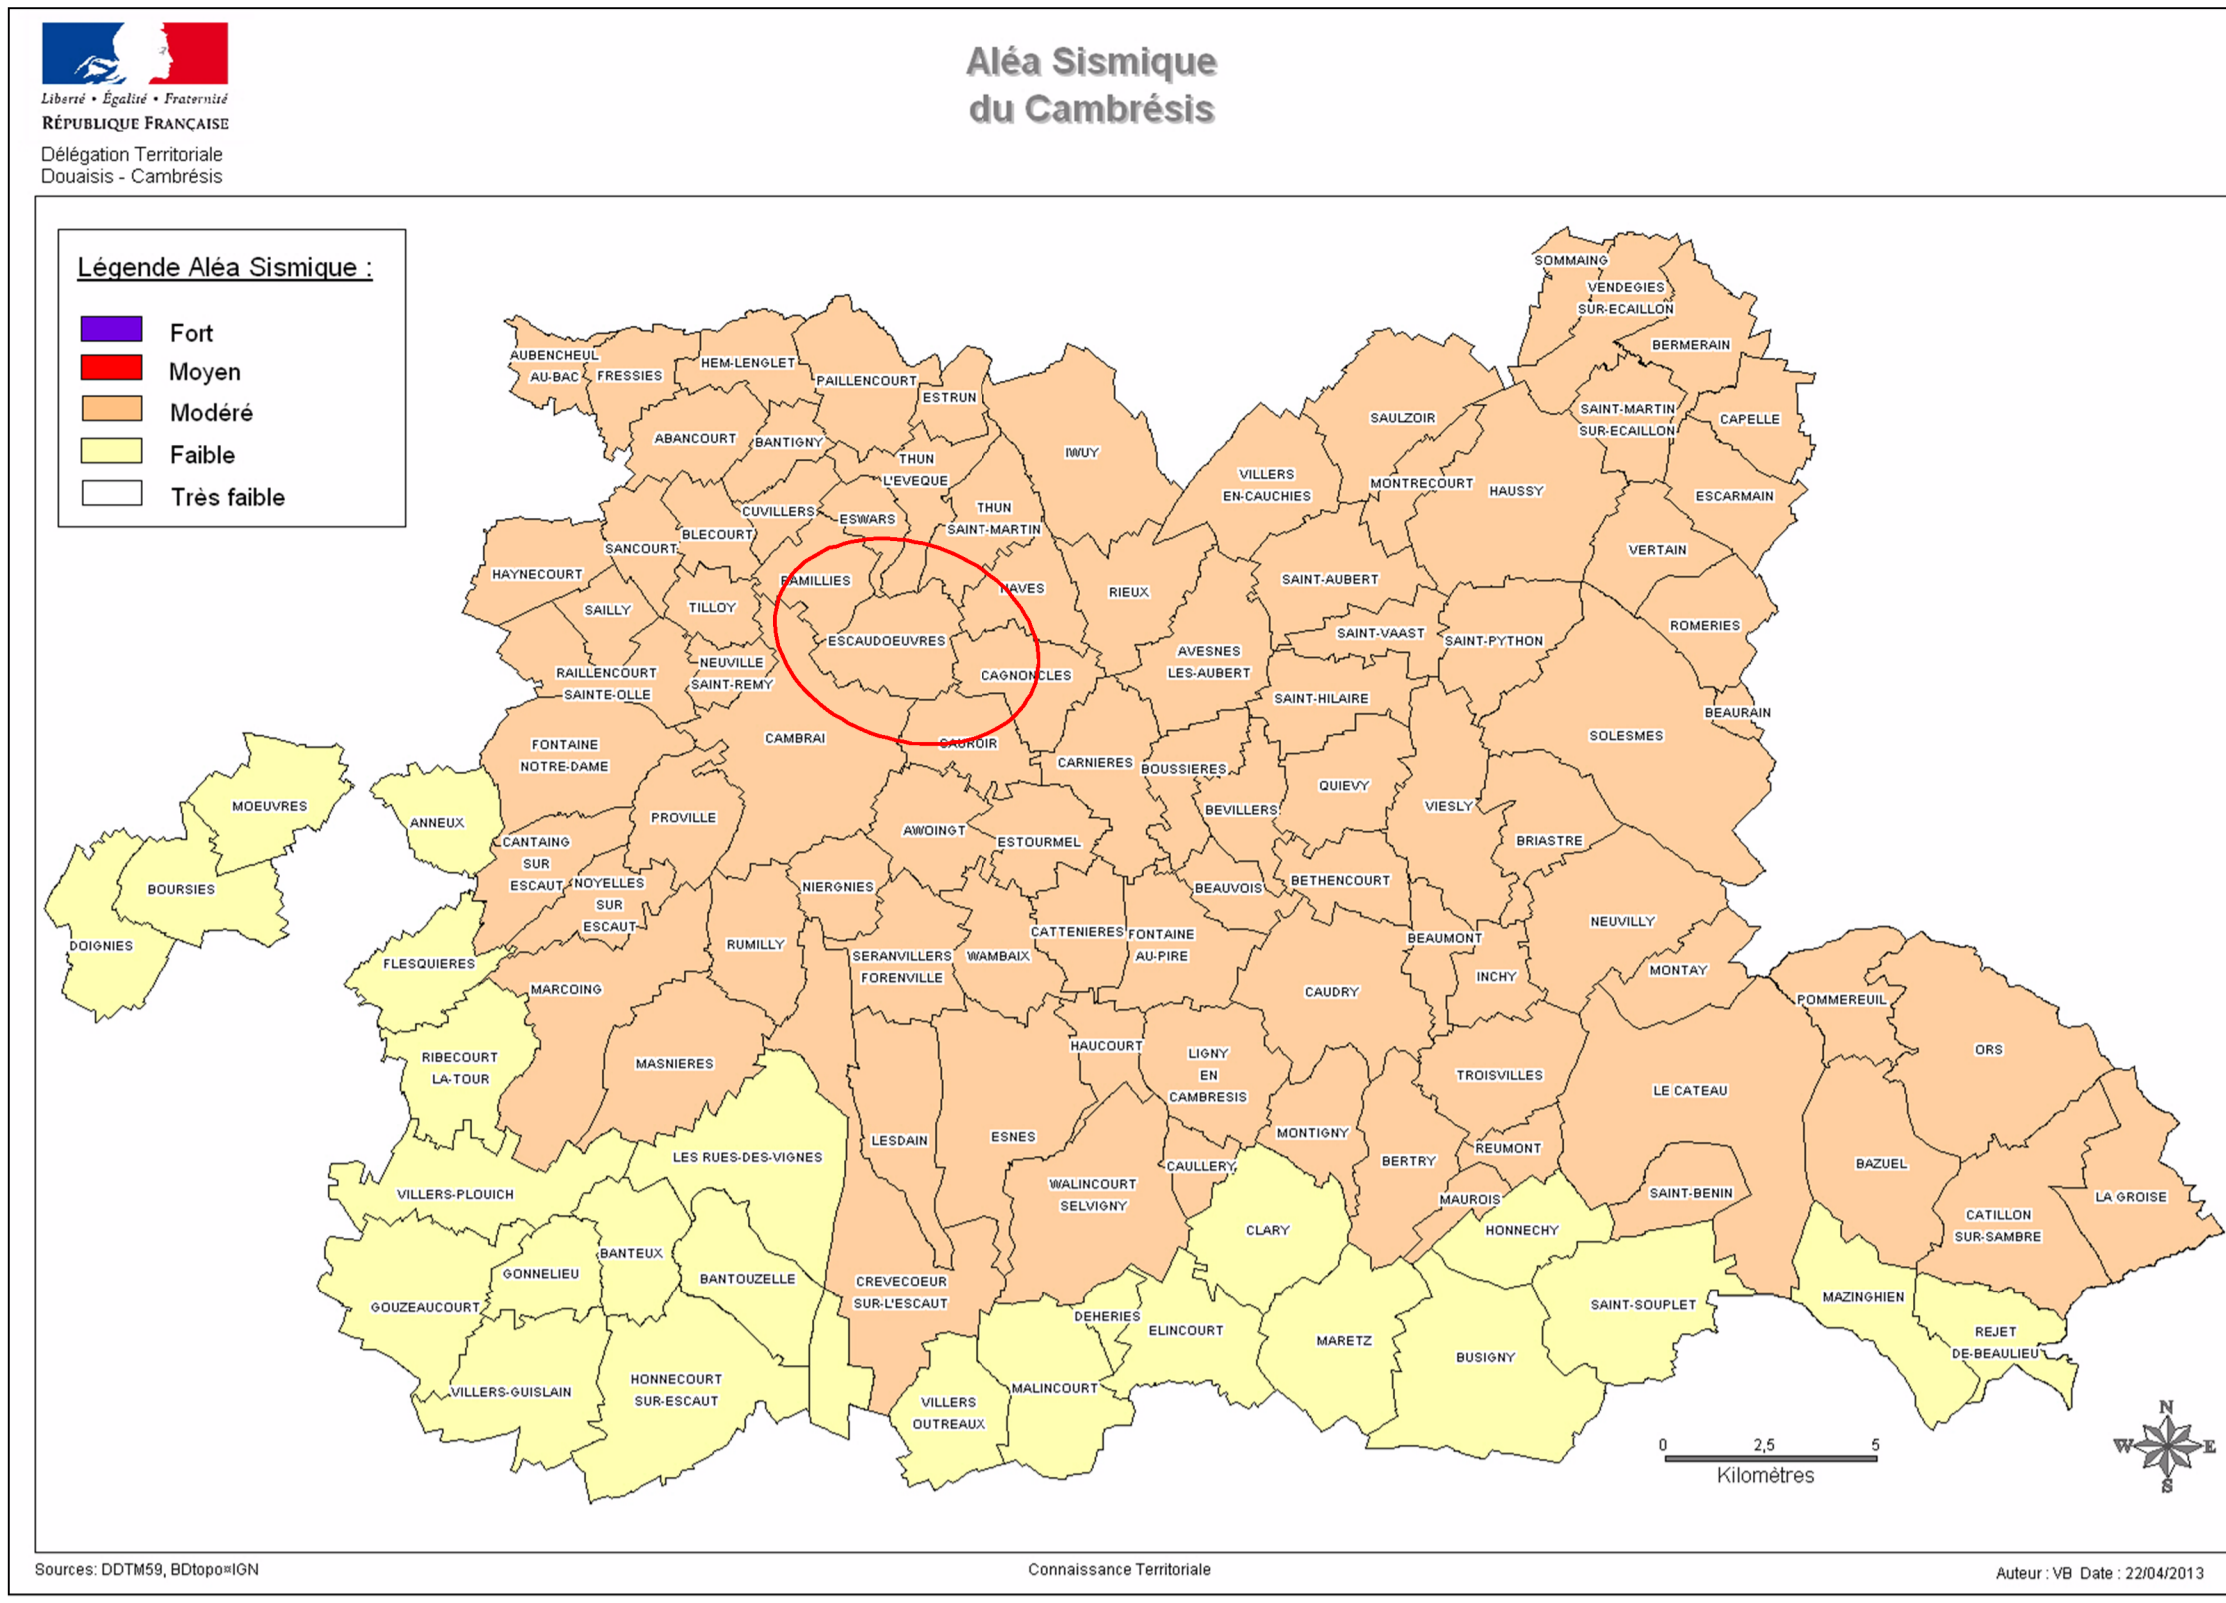 Aléa Sismique
du Cambrésis
Liberté • Égalité • Fraternité
RÉPUBLIQUE FRANÇAISE
Délégation Territoriale
Douaisis - Cambrésis
Légende Aléa Sismique :
Fort
Moyen
Modéré
Faible
Très faible
SOMMAING
VENDEGIES
SUR-ECAILLON
BERMERAIN
AUBENCHEUL
AU-BAC
FRESSIES
HEM-LENGLET
PAILLENCOURT
ESTRUN
ABANCOURT
BANTIGNY
THUN
L'EVEQUE
IWUY
SAULZOIR
SAINT-MARTIN
SUR-ECAILLON
CAPELLE
VILLERS
EN-CAUCHIES
MONTRECOURT
HAUSSY
ESCARMAIN
CUVILLERS
ESWARS
THUN
SAINT-MARTIN
BLECOURT
SANCOURT
VERTAIN
HAYNECOURT
RAMILLIES
NAVES
RIEUX
SAINT-AUBERT
SAILLY
TILLOY
ROMERIES
ESCAUDOEUVRES
SAINT-VAAST
SAINT-PYTHON
NEUVILLE
SAINT-REMY
AVESNES
LES-AUBERT
RAILLENCOURT
SAINTE-OLLE
CAGNONCLES
SAINT-HILAIRE
BEAURAIN
FONTAINE
NOTRE-DAME
CAMBRAI
CAUROIR
SOLESMES
CARNIERES
BOUSSIERES
MOEUVRES
ANNEUX
PROVILLE
QUIEVY
BEVILLERS
VIESLY
AWOINGT
ESTOURMEL
BRIASTRE
CANTAING
SUR
ESCAUT
NOYELLES
SUR
ESCAUT
NIERGNIES
BEAUVOIS
BETHENCOURT
BOURSIES
DOIGNIES
NEUVILLY
RUMILLY
CATTENIERES
FONTAINE
AU-PIRE
BEAUMONT
FLESQUIERES
SERANVILLERS
FORENVILLE
WAMBAIX
INCHY
MONTAY
MARCOING
CAUDRY
POMMEREUIL
RIBECOURT
LA-TOUR
MASNIERES
HAUCOURT
LIGNY
EN
CAMBRESIS
TROISVILLES
LE CATEAU
ORS
LESDAIN
ESNES
MONTIGNY
LES RUES-DES-VIGNES
CAULLERY
BERTRY
REUMONT
BAZUEL
VILLERS-PLOUICH
WALINCOURT
SELVIGNY
MAUROIS
SAINT-BENIN
LA GROISE
CLARY
HONNECHY
CATILLON
SUR-SAMBRE
BANTEUX
GONNELIEU
BANTOUZELLE
CREVECOEUR
SUR-L'ESCAUT
GOUZEAUCOURT
DEHERIES
ELINCOURT
SAINT-SOUPLET
MAZINGHIEN
MARETZ
BUSIGNY
REJET
DE-BEAULIEU
VILLERS-GUISLAIN
HONNECOURT
SUR-ESCAUT
VILLERS
OUTREAUX
MALINCOURT
0 2,5 5
Kilomètres
N
W E
S
Sources: DDTM59, BDtopo¤IGN
Connaissance Territoriale
Auteur : VB Date : 22/04/2013